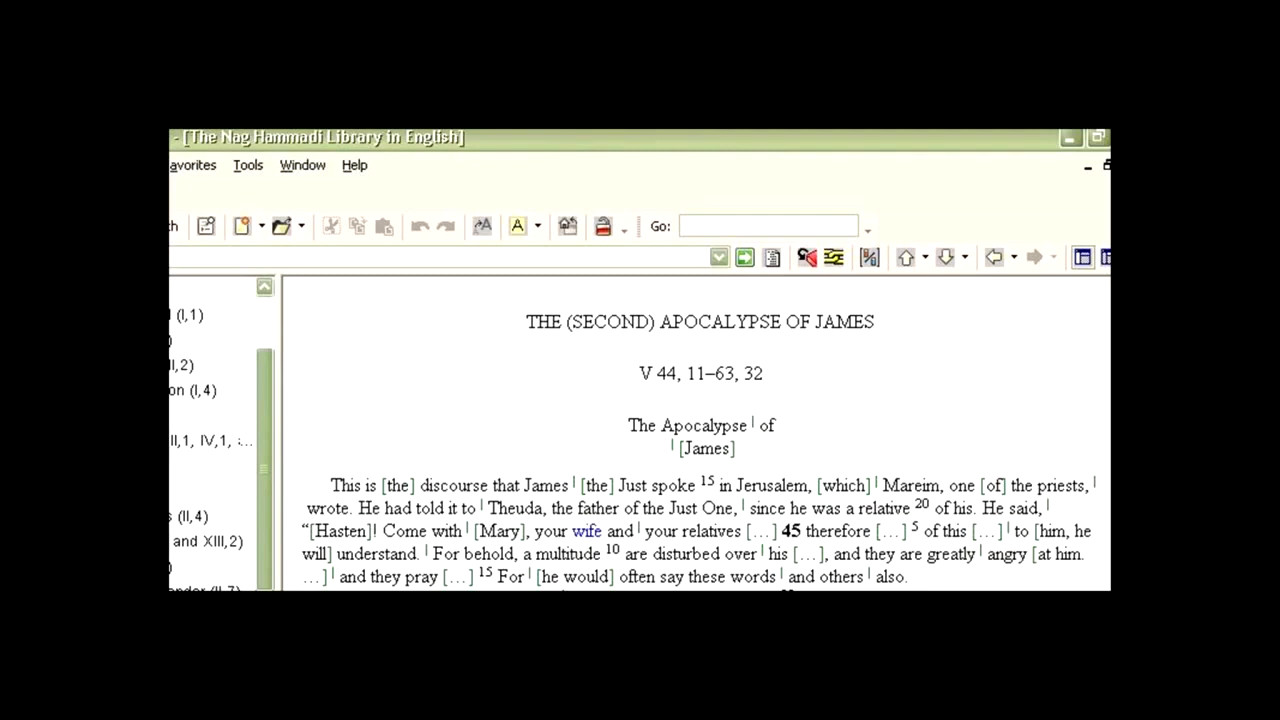 - [The Nag Hammadi Library in English]
avorites Tools Window Help
Go:
(I,1)
II,2)
on (I,4)
II,1, IV,1, :...
s (II,4)
and XIII,2)
THE (SECOND) APOCALYPSE OF JAMES
V 44, 11–63, 32
The Apocalypse | of
| [James]
This is [the] discourse that James | [the] Just spoke 15 in Jerusalem, [which] | Mareim, one [of] the priests, |
wrote. He had told it to | Theuda, the father of the Just One, | since he was a relative 20 of his. He said, |
“[Hasten]! Come with | [Mary], your wife and | your relatives […] 45 therefore […] 5 of this […] | to [him, he
will] understand. | For behold, a multitude 10 are disturbed over | his […], and they are greatly | angry [at him.
…] | and they pray […] 15 For | [he would] often say these words | and others | also.